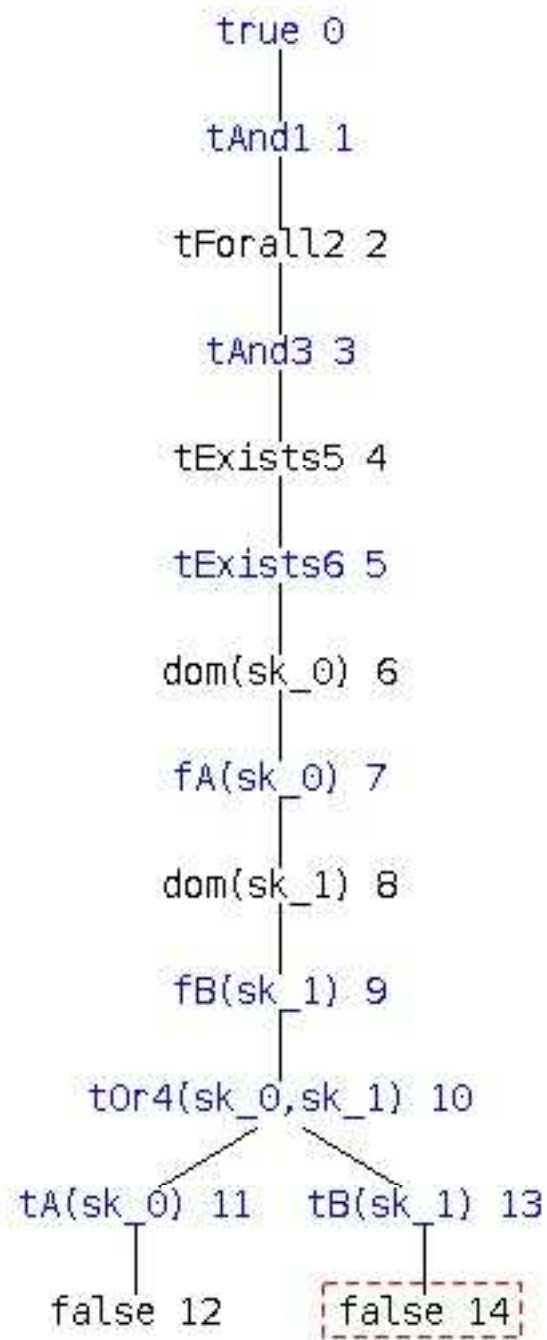 true 0
tAnd1 1
tForall2 2
tAnd3 3
tExists5 4
tExists6 5
dom(sk_0) 6
fA(sk_0) 7
dom(sk_1) 8
fB(sk_1) 9
tOr4(sk_0,sk_1) 10
tA(sk_0) 11 tB(sk_1) 13
false 12 false 14